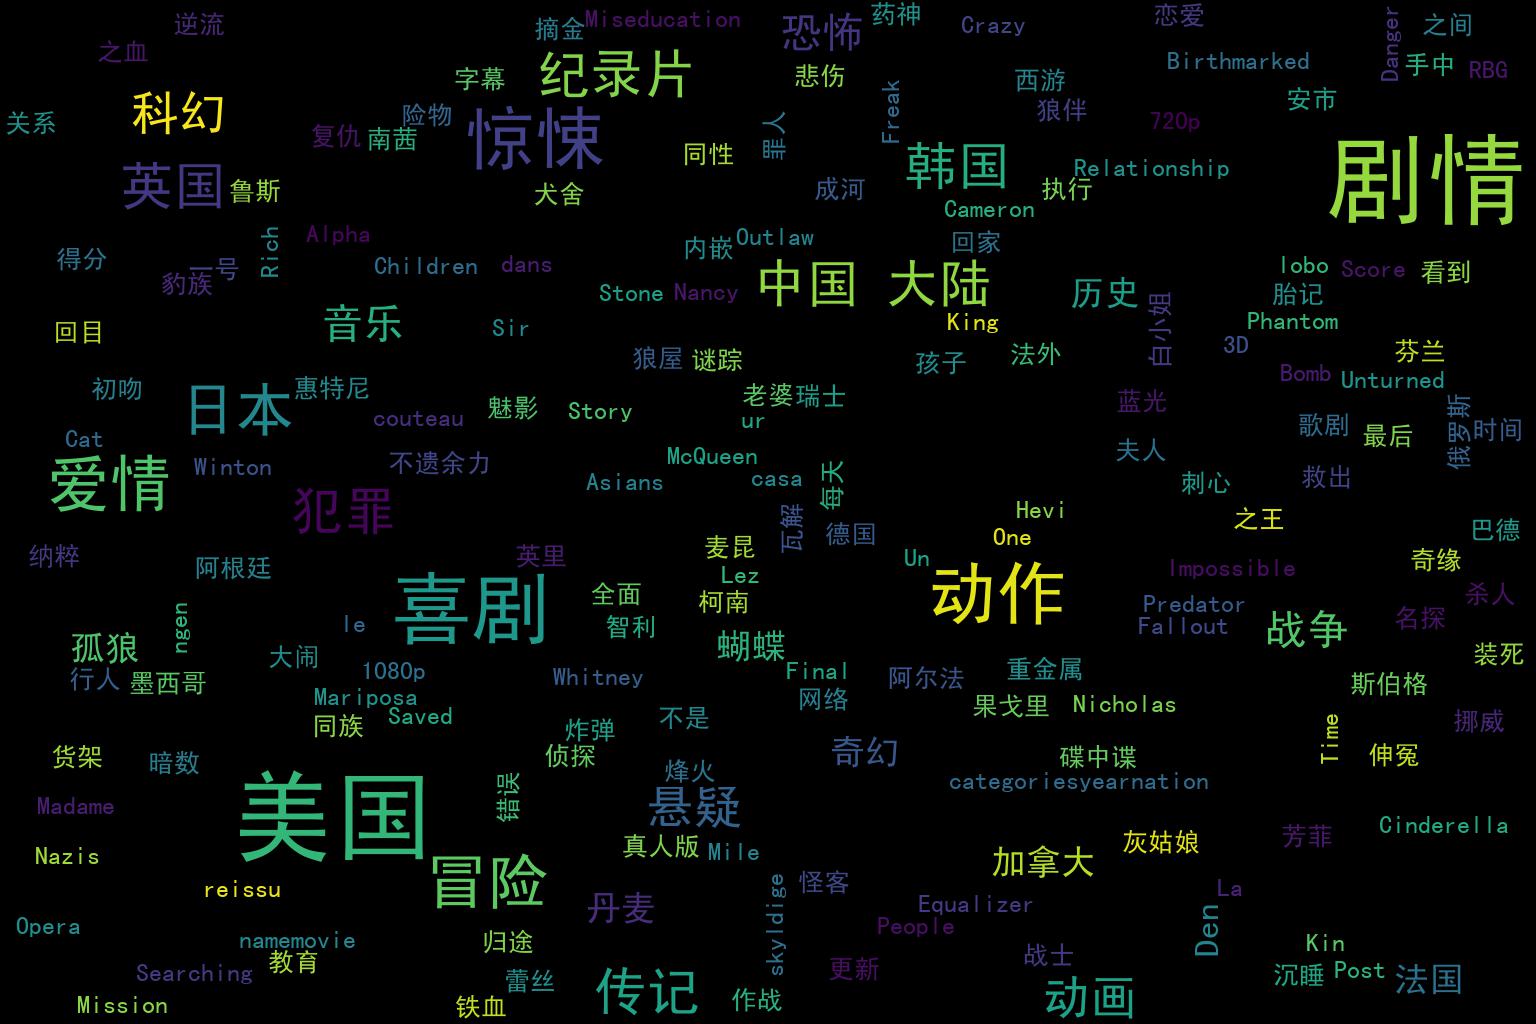 逆流
摘金
Miseducation
恐怖
药神
Crazy
恋爱
Danger
之间
之血
字幕
纪录片
悲伤
西游
Birthmarked
手中
RBG
关系
科幻
复仇
南茜
险物
惊悚
同性
罪人
Freak
狼伴
720p
安市
英国
鲁斯
犬舍
成河
韩国
执行
Relationship
Cameron
剧情
得分
豹族
一号
Rich
Alpha
Children
dans
内嵌
Outlaw
回家
lobo
Score
看到
Stone
Nancy
中国 大陆
历史
白小姐
胎记
回目
音乐
Sir
King
Phantom
3D
狼屋
谜踪
孩子
法外
芬兰
初吻
日本
惠特尼
couteau
魅影
Story
老婆
瑞士
ur
蓝光
Bomb
Unturned
Cat
爱情
Winton
不遗余力
McQueen
Asians
casa
每天
夫人
歌剧
最后
俄罗斯
时间
犯罪
刺心
救出
瓦解
德国
Hevi
One
之王
巴德
纳粹
阿根廷
英里
麦昆
Lez
Un
Impossible
奇缘
ngen
le
喜剧
全面
智利
柯南
动作
Predator
Fallout
战争
名探
杀人
孤狼
行人
墨西哥
大闹
1080p
蝴蝶
Final
阿尔法
重金属
装死
Mariposa
Saved
Whitney
网络
果戈里
Nicholas
斯伯格
同族
炸弹
不是
Time
挪威
货架
暗数
侦探
烽火
奇幻
碟中谍
伸冤
Madame
美国
错误
悬疑
categoriesyearnation
Nazis
真人版
Mile
灰姑娘
芳菲
Cinderella
reissu
冒险
怪客
加拿大
丹麦
skyldige
Equalizer
La
Opera
namemovie
归途
People
Den
Kin
Searching
教育
蕾丝
更新
战士
沉睡
Post
法国
Mission
铁血
传记
作战
动画